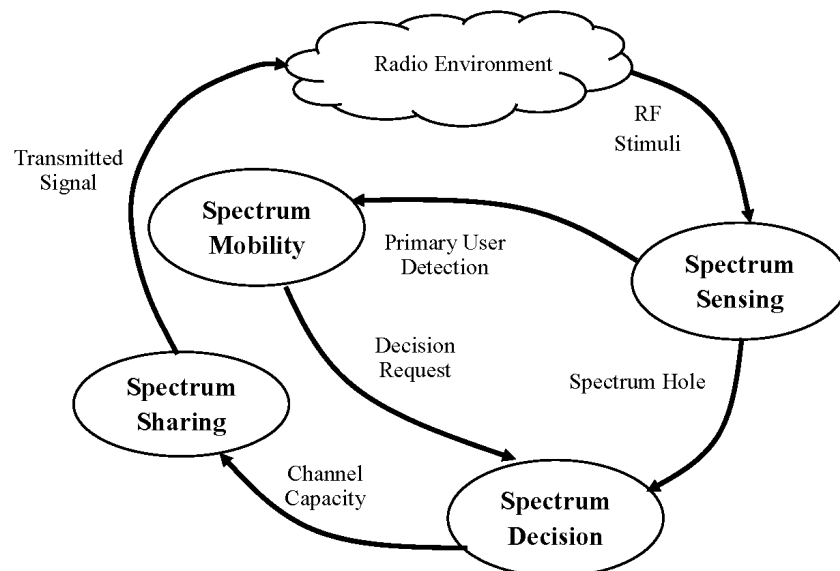 Radio Environment
RF
Stimuli
Transmitted
Signal
Spectrum
Mobility
Primary User
Detection
Spectrum
Sensing
Decision
Request
Spectrum Hole
Spectrum
Sharing
Channel
Capacity
Spectrum
Decision